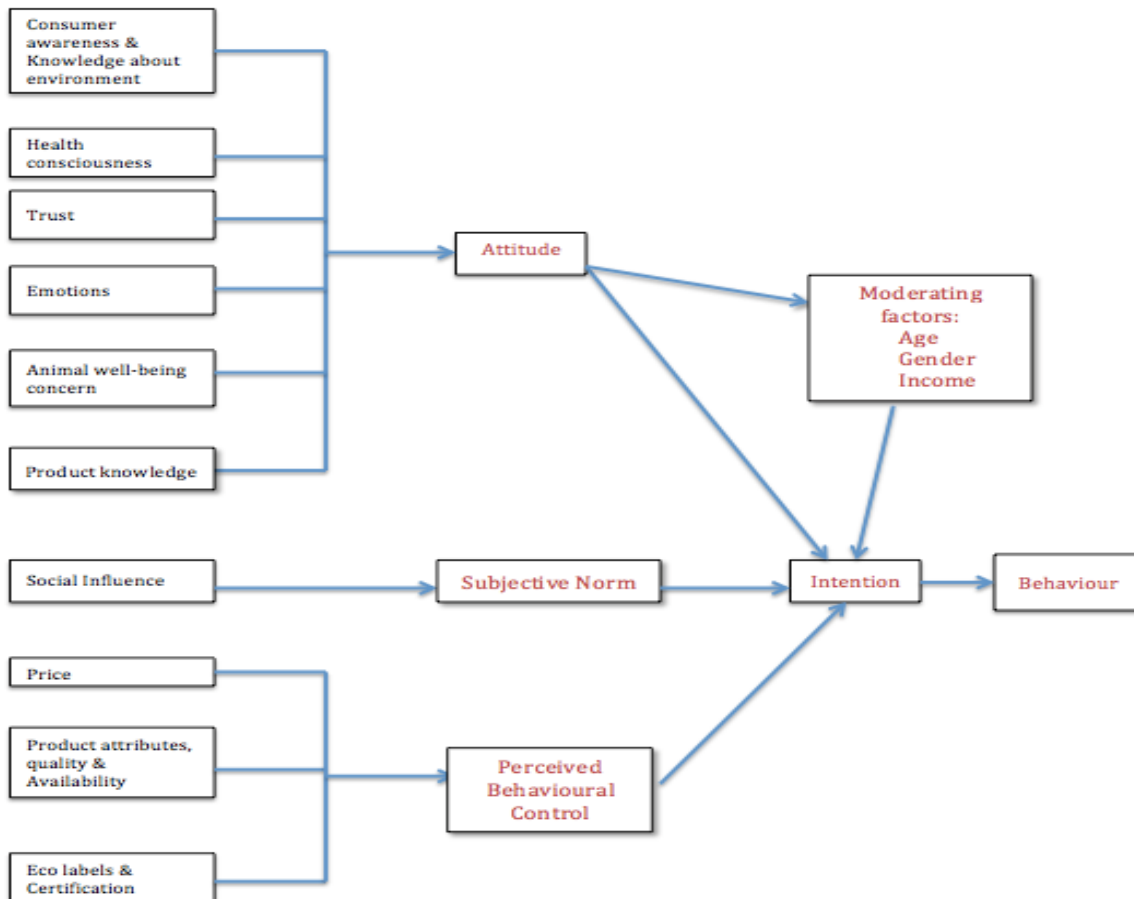 Consumer
awareness &
Knowledge about
environment
Health
consciousness
Trust
Emotions
Animal well-being
concern
Product knowledge
Attitude
Moderating
factors:
Age
Gender
Income
Social Influence
Subjective Norm
Intention
Behaviour
Price
Product attributes,
quality &
Availability
Perceived
Behavioural
Control
Eco labels &
Certification